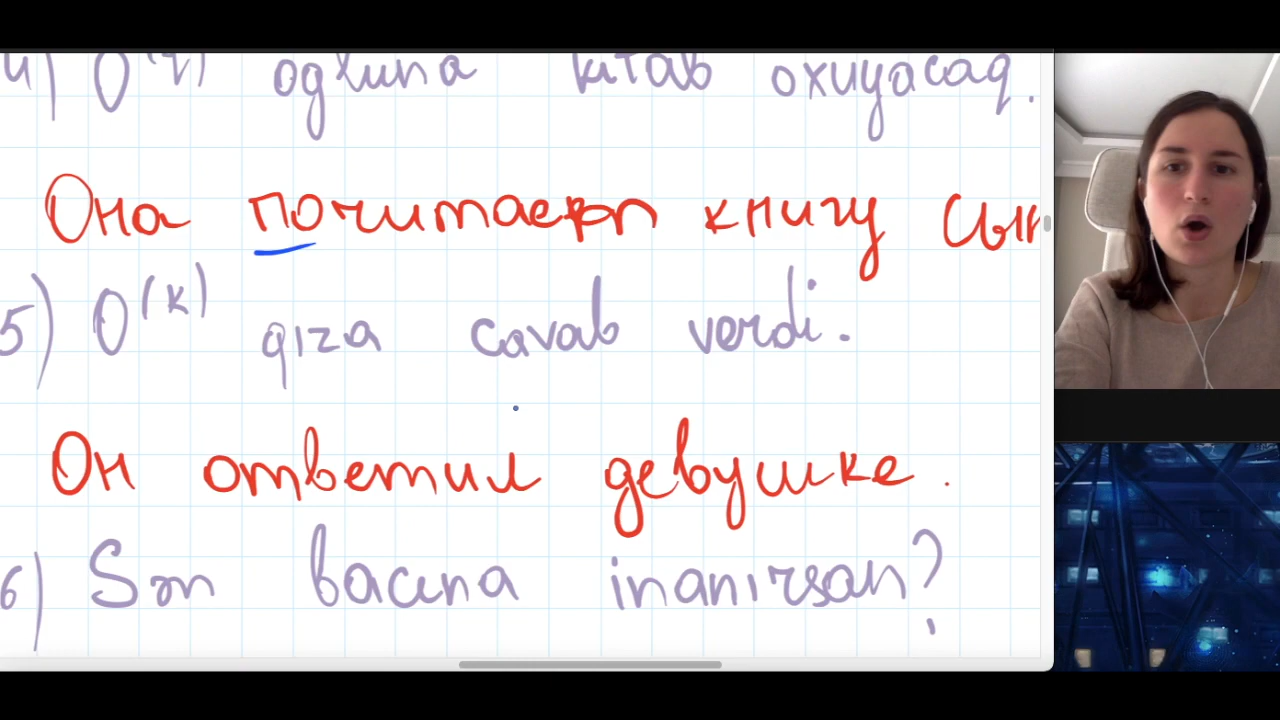 4) O(q) oğluna kitab oxuyacaq.
Она почитает книгу сын
5) O(k) qıza cavab verdi.
Он ответил девушке.
6) Sən bacına inanırsan?